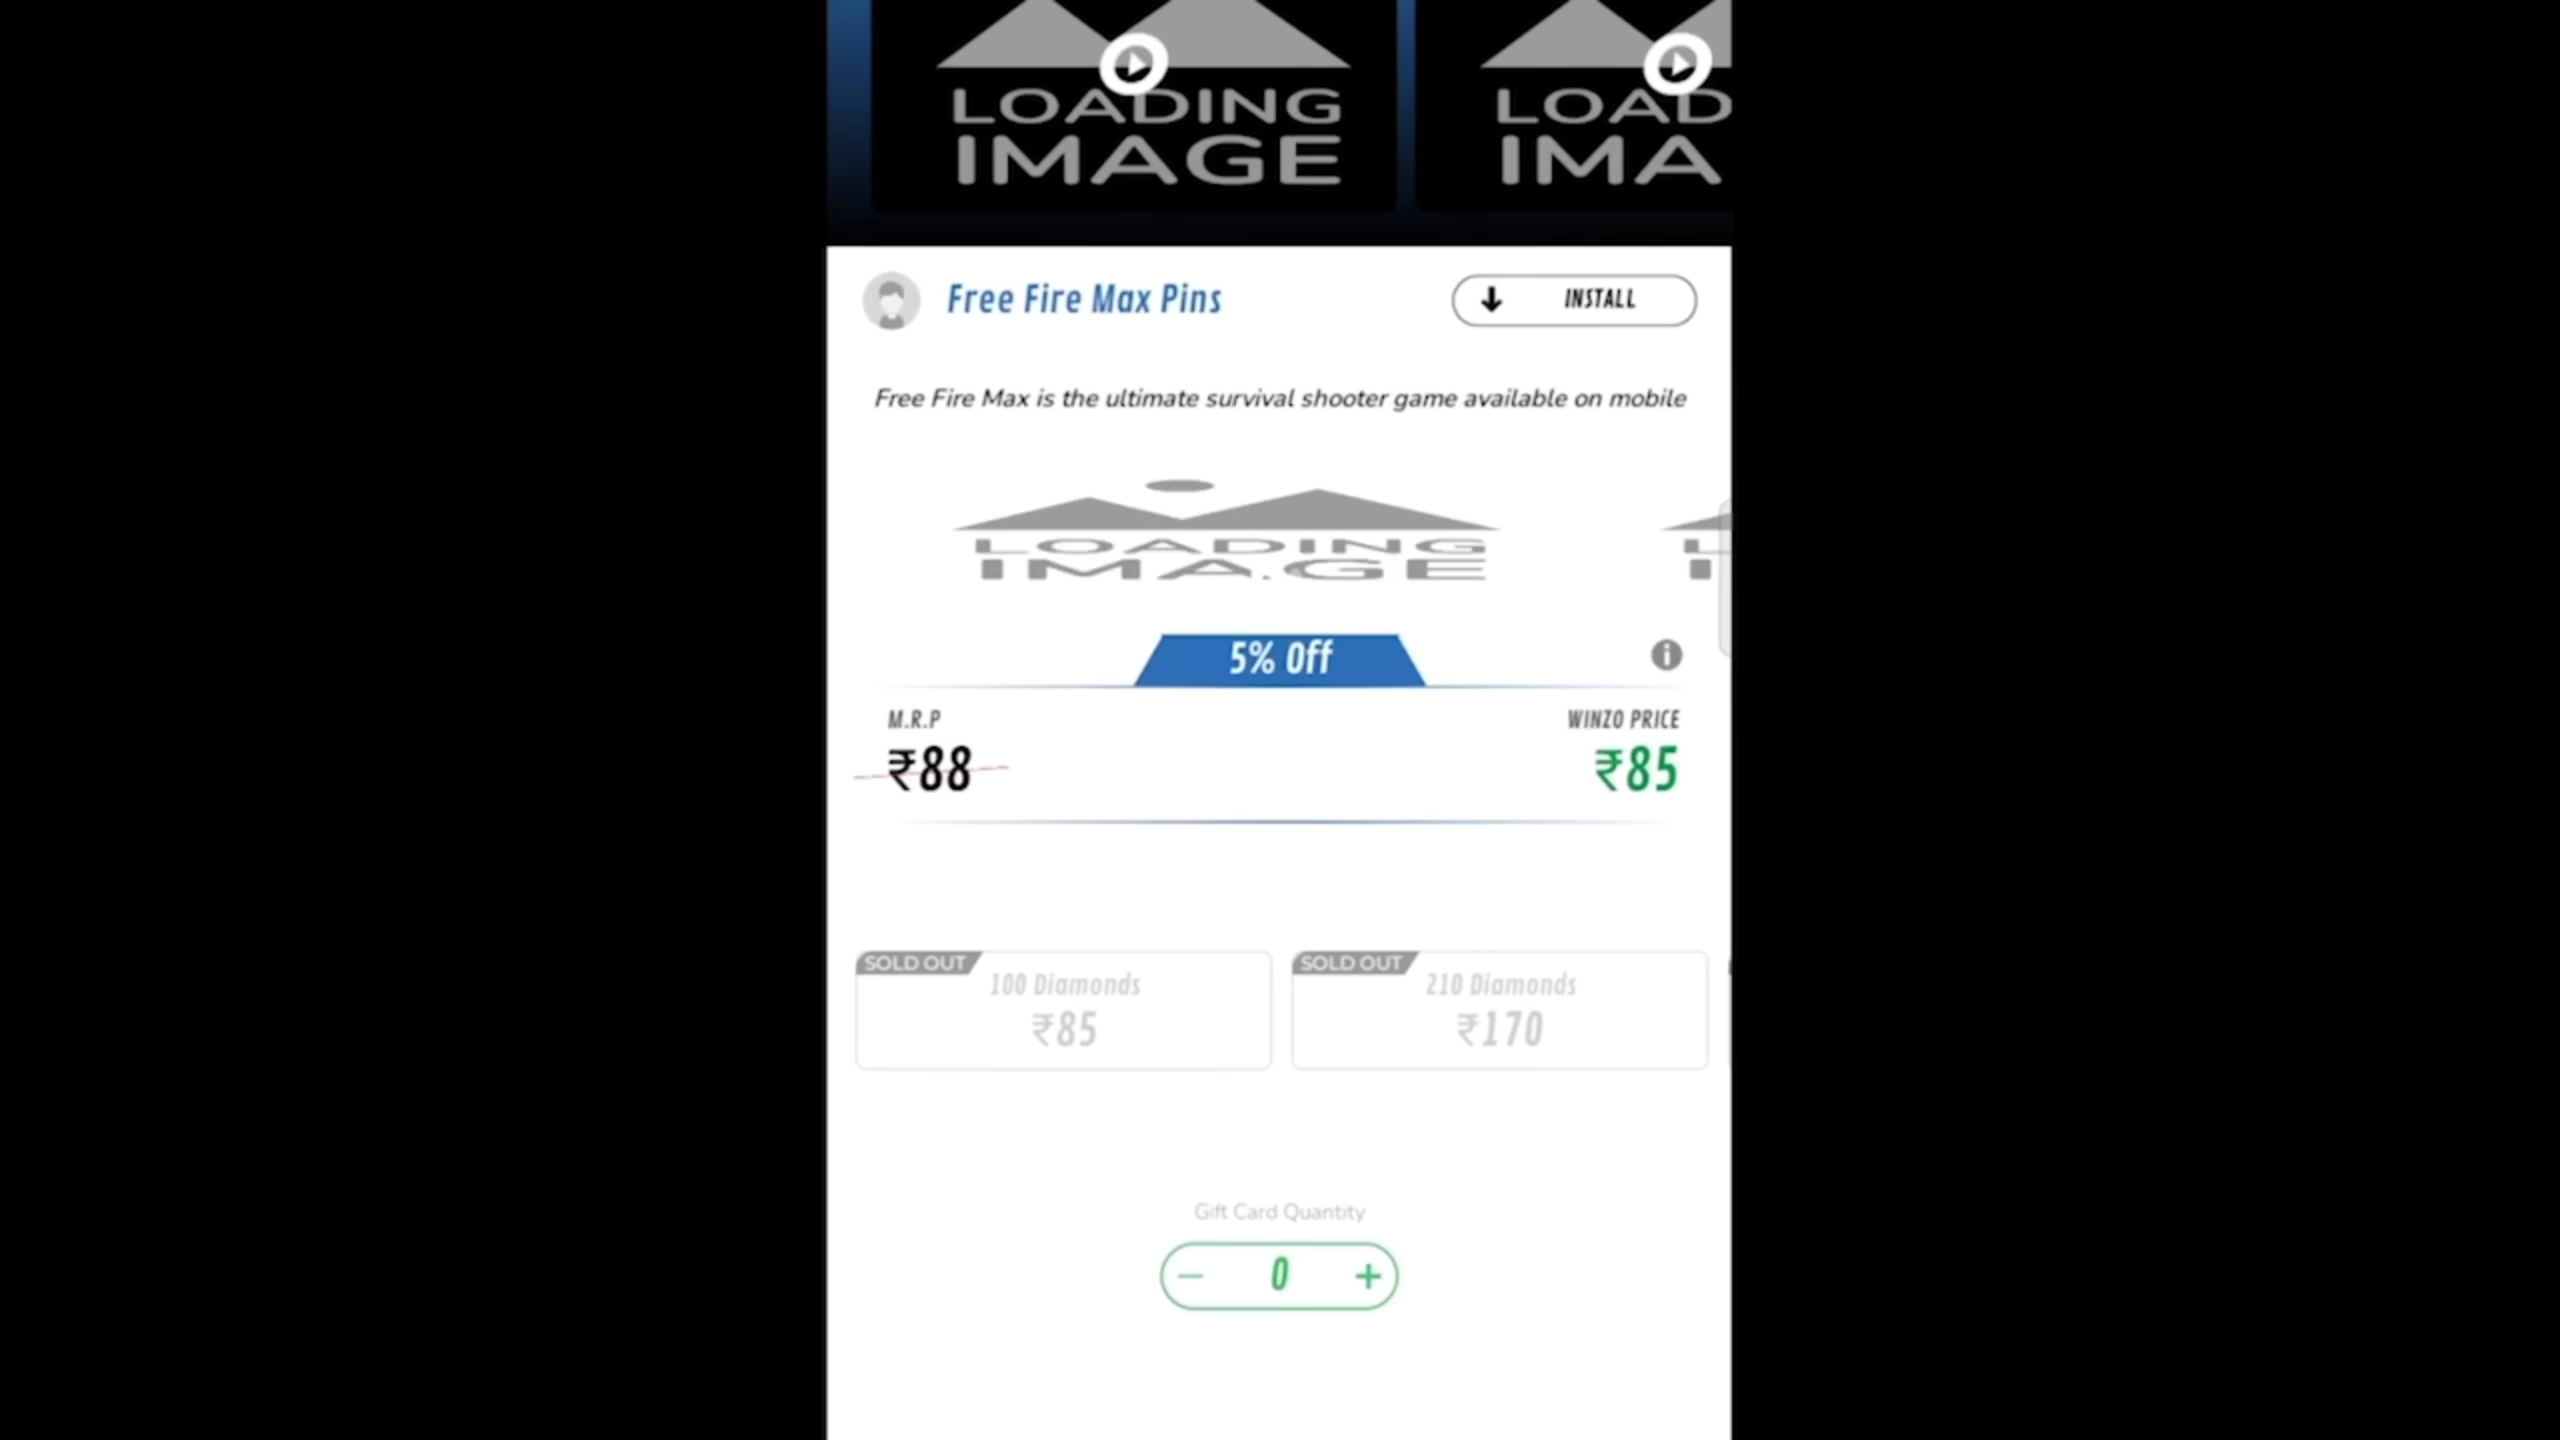 LOADING
IMAGE
LOAD
IMA
Free Fire Max Pins
INSTALL
Free Fire Max is the ultimate survival shooter game available on mobile
LOADING
IMAGE
L
I
5% Off
M.R.P
WINZO PRICE
₹88
₹85
SOLD OUT
100 Diamonds
₹85
SOLD OUT
210 Diamonds
₹170
Gift Card Quantity
− 0 +